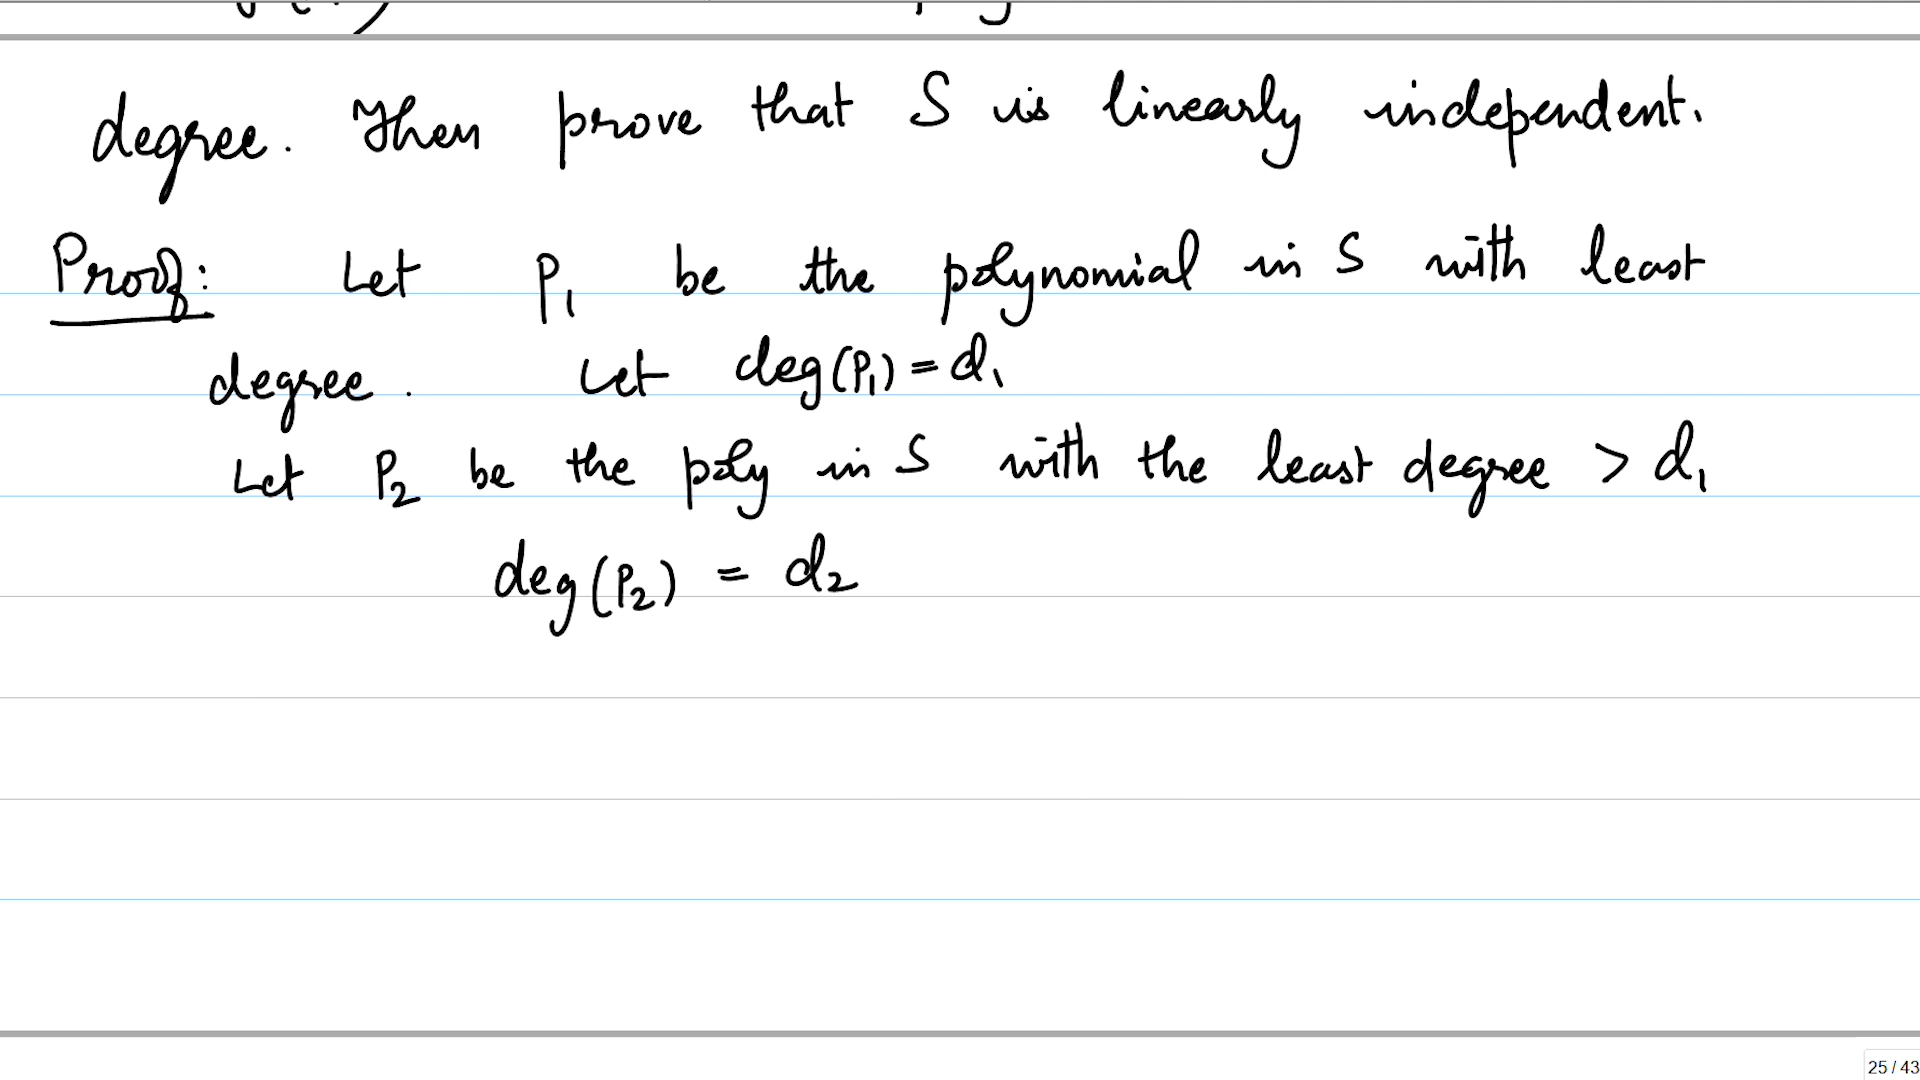 degree. Then prove that S is linearly independent.
Proof: Let P₁ be the polynomial in S with least
degree. Let deg(P₁) = d₁
Let P₂ be the poly in S with the least degree > d₁
deg(P₂) = d₂
25 / 43